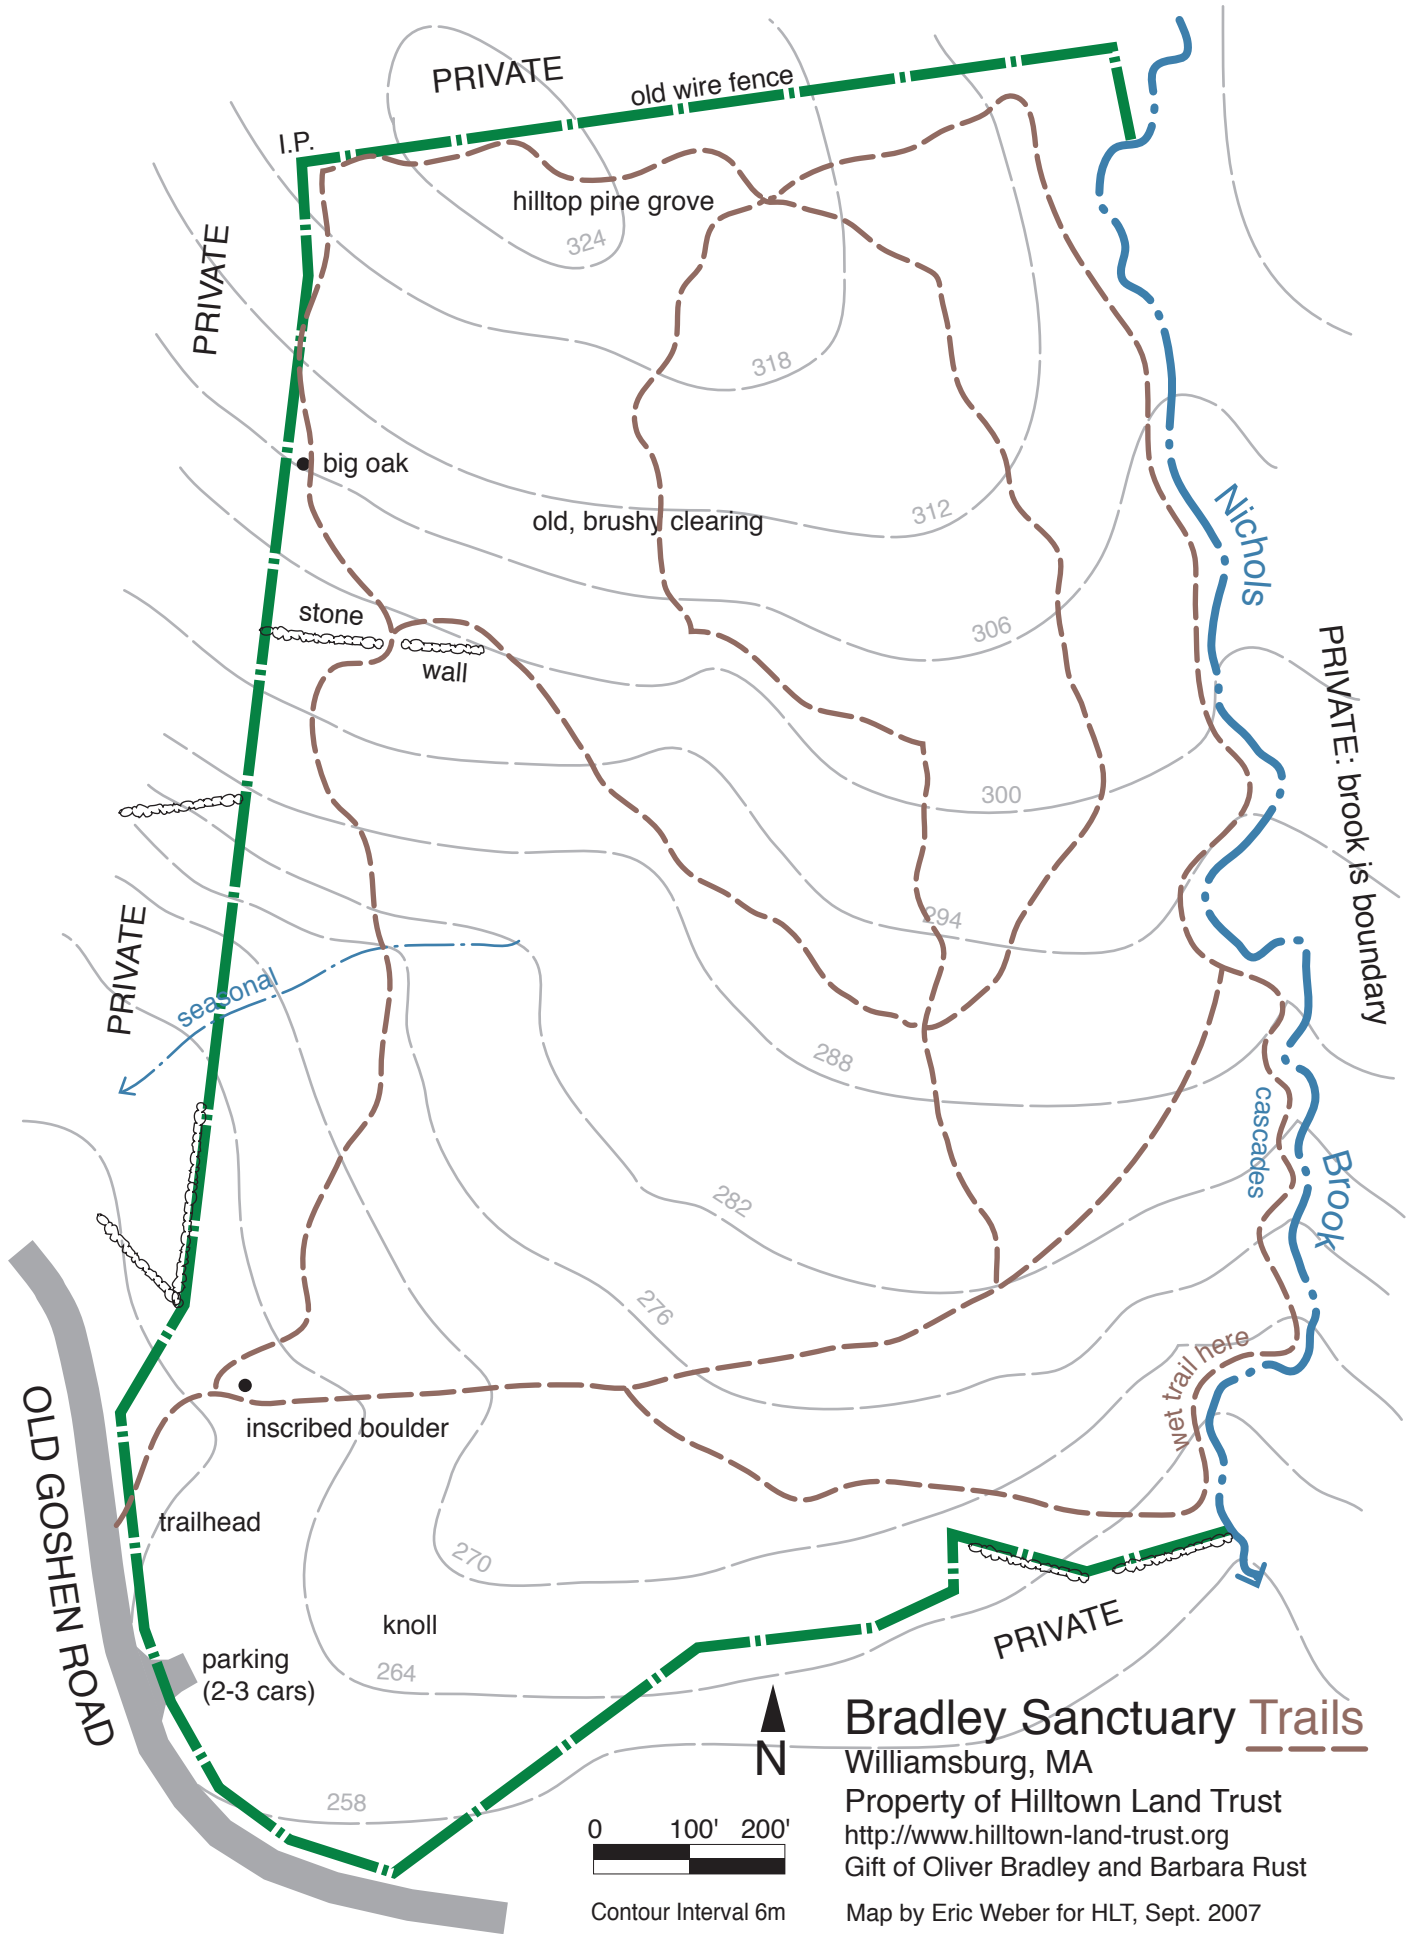 PRIVATE
old wire fence
I.P.
hilltop pine grove
324
PRIVATE
318
big oak
312
old, brushy clearing
Nichols
stone
306
wall
PRIVATE: brook is boundary
300
294
PRIVATE
seasonal
288
cascades
Brook
282
276
wet trail here
inscribed boulder
OLD GOSHEN ROAD
trailhead
270
knoll
PRIVATE
parking
(2-3 cars)
264
Bradley Sanctuary Trails
N
Williamsburg, MA
258
Property of Hilltown Land Trust
0 100' 200'
http://www.hilltown-land-trust.org
Gift of Oliver Bradley and Barbara Rust
Contour Interval 6m
Map by Eric Weber for HLT, Sept. 2007